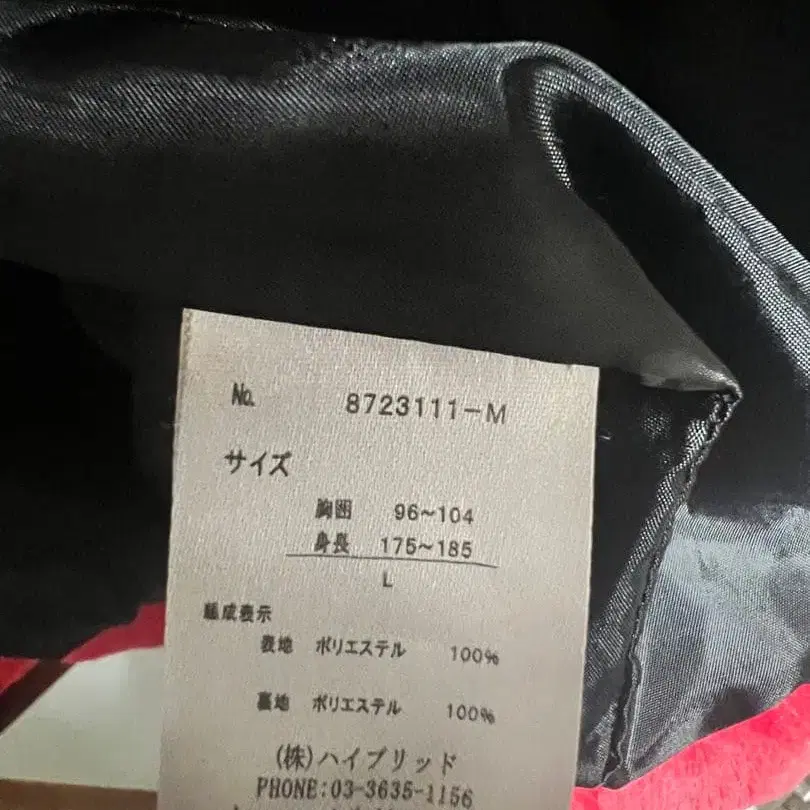 No. 8723111-M
サイズ
胸囲 96~104
身長 175~185
L
組成表示
表地 ポリエステル 100%
裏地 ポリエステル 100%
(株)ハイブリッド
PHONE:03-3635-1156